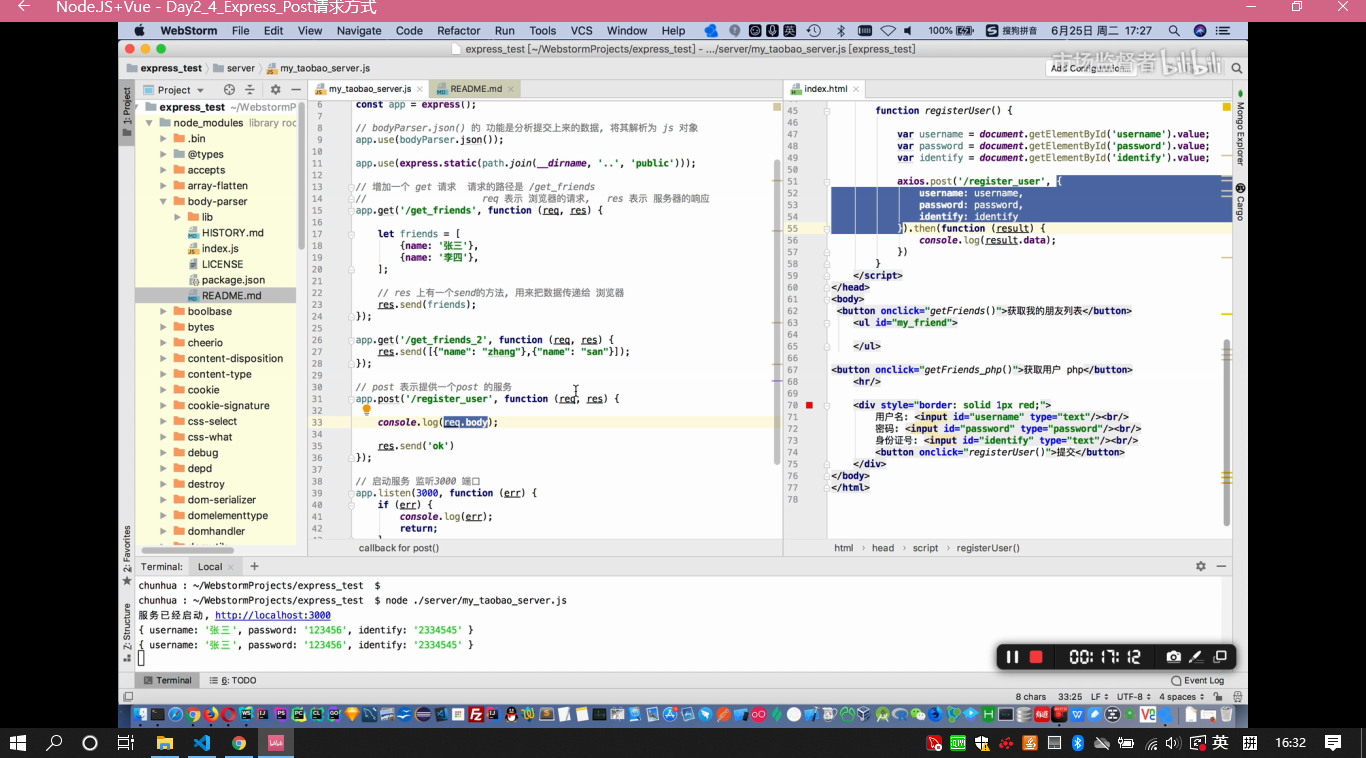 NodeJS+Vue - Day2_4_Express_Post请求方式
WebStorm File Edit View Navigate Code Refactor Run Tools VCS Window Help 100% 搜狗拼音 6月25日 周二 17:27
express_test [~/WebstormProjects/express_test] - .../server/my_taobao_server.js [express_test]
express_test server my_taobao_server.js
Add Configuration...
市场监督者 bilibili
1: Project
Project
express_test ~/WebstormP
node_modules library roo
.bin
@types
accepts
array-flatten
body-parser
lib
HISTORY.md
index.js
LICENSE
package.json
README.md
boolbase
bytes
cheerio
content-disposition
content-type
cookie
cookie-signature
css-select
css-what
debug
depd
destroy
dom-serializer
domelementtype
domhandler
my_taobao_server.js README.md
6 const app = express();
7
8 // bodyParser.json() 的 功能是分析提交上来的数据, 将其解析为 js 对象
9 app.use(bodyParser.json());
10
11 app.use(express.static(path.join(__dirname, '..', 'public')));
12
13 // 增加一个 get 请求 请求的路径是 /get_friends
14 // req 表示 浏览器的请求, res 表示 服务器的响应
15 app.get('/get_friends', function (req, res) {
16
17 let friends = [
18 {name: '张三'},
19 {name: '李四'},
20 ];
21
22 // res 上有一个send的方法, 用来把数据传递给 浏览器
23 res.send(friends);
24 });
25
26 app.get('/get_friends_2', function (req, res) {
27 res.send([{"name": "zhang"},{"name": "san"}]);
28 });
29
30 // post 表示提供一个post 的服务
31 app.post('/register_user', function (req, res) {
32
33 console.log(req.body);
34
35 res.send('ok')
36 });
37
38 // 启动服务 监听3000 端口
39 app.listen(3000, function (err) {
40 if (err) {
41 console.log(err);
42 return;
callback for post()
index.html
45 function registerUser() {
46
47 var username = document.getElementById('username').value;
48 var password = document.getElementById('password').value;
49 var identify = document.getElementById('identify').value;
50
51 axios.post('/register_user', {
52 username: username,
53 password: password,
54 identify: identify
55 }).then(function (result) {
56 console.log(result.data);
57 })
58 }
59 </script>
60 </head>
61 <body>
62 <button onclick="getFriends()">获取我的朋友列表</button>
63 <ul id="my_friend">
64
65 </ul>
66
67 <button onclick="getFriends_php()">获取用户 php</button>
68 <hr/>
69
70 <div style="border: solid 1px red;">
71 用户名: <input id="username" type="text"/><br/>
72 密码: <input id="password" type="password"/><br/>
73 身份证号: <input id="identify" type="text"/><br/>
74 <button onclick="registerUser()">提交</button>
75 </div>
76 </body>
77 </html>
78
html › head › script › registerUser()
Mongo Explorer
Cargo
2: Favorites
Z: Structure
Terminal: Local +
chunhua : ~/WebstormProjects/express_test $
chunhua : ~/WebstormProjects/express_test $ node ./server/my_taobao_server.js
服务已经启动, http://localhost:3000
{ username: '张三', password: '123456', identify: '2334545' }
{ username: '张三', password: '123456', identify: '2334545' }
00:17:12
Terminal 6: TODO Event Log
8 chars 33:25 LF UTF-8 4 spaces
英 拼 16:32